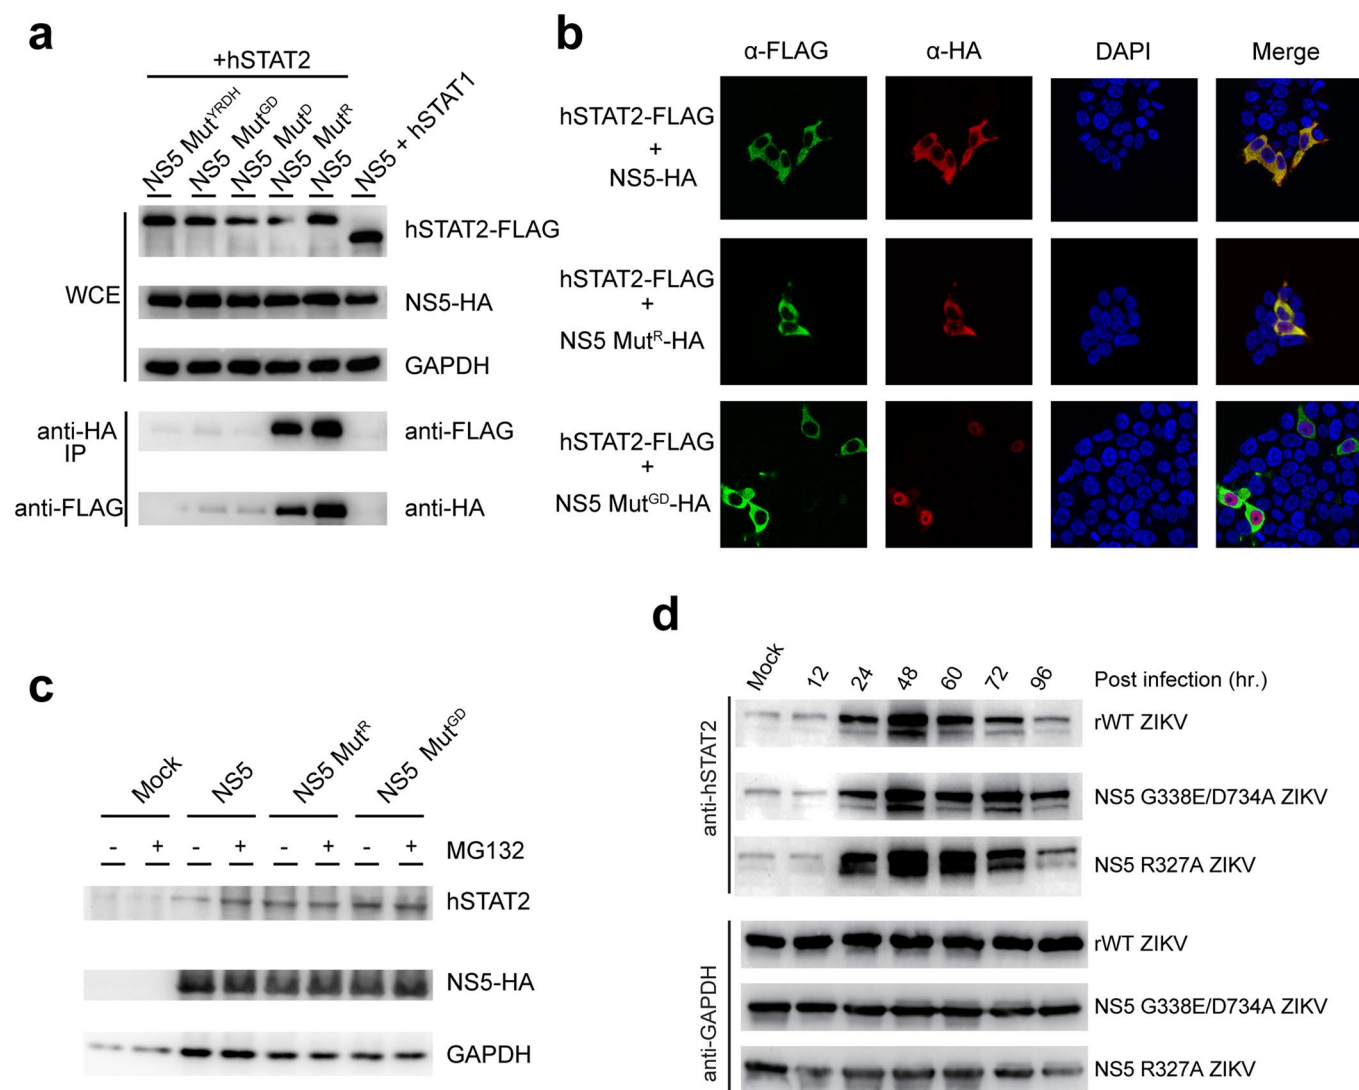 a
+hSTAT2
NS5 Mut^YRDH
NS5 Mut^GD
NS5 Mut^D
NS5 Mut^R
NS5
NS5 + hSTAT1
WCE
hSTAT2-FLAG
NS5-HA
GAPDH
anti-HA
IP
anti-FLAG
anti-FLAG
anti-HA
b
α-FLAG
α-HA
DAPI
Merge
hSTAT2-FLAG
+
NS5-HA
hSTAT2-FLAG
+
NS5 Mut^R-HA
hSTAT2-FLAG
+
NS5 Mut^GD-HA
c
Mock
NS5
NS5 Mut^R
NS5 Mut^GD
- + - + - + - + MG132
hSTAT2
NS5-HA
GAPDH
d
Mock 12 24 48 60 72 96 Post infection (hr.)
anti-hSTAT2
rWT ZIKV
NS5 G338E/D734A ZIKV
NS5 R327A ZIKV
anti-GAPDH
rWT ZIKV
NS5 G338E/D734A ZIKV
NS5 R327A ZIKV